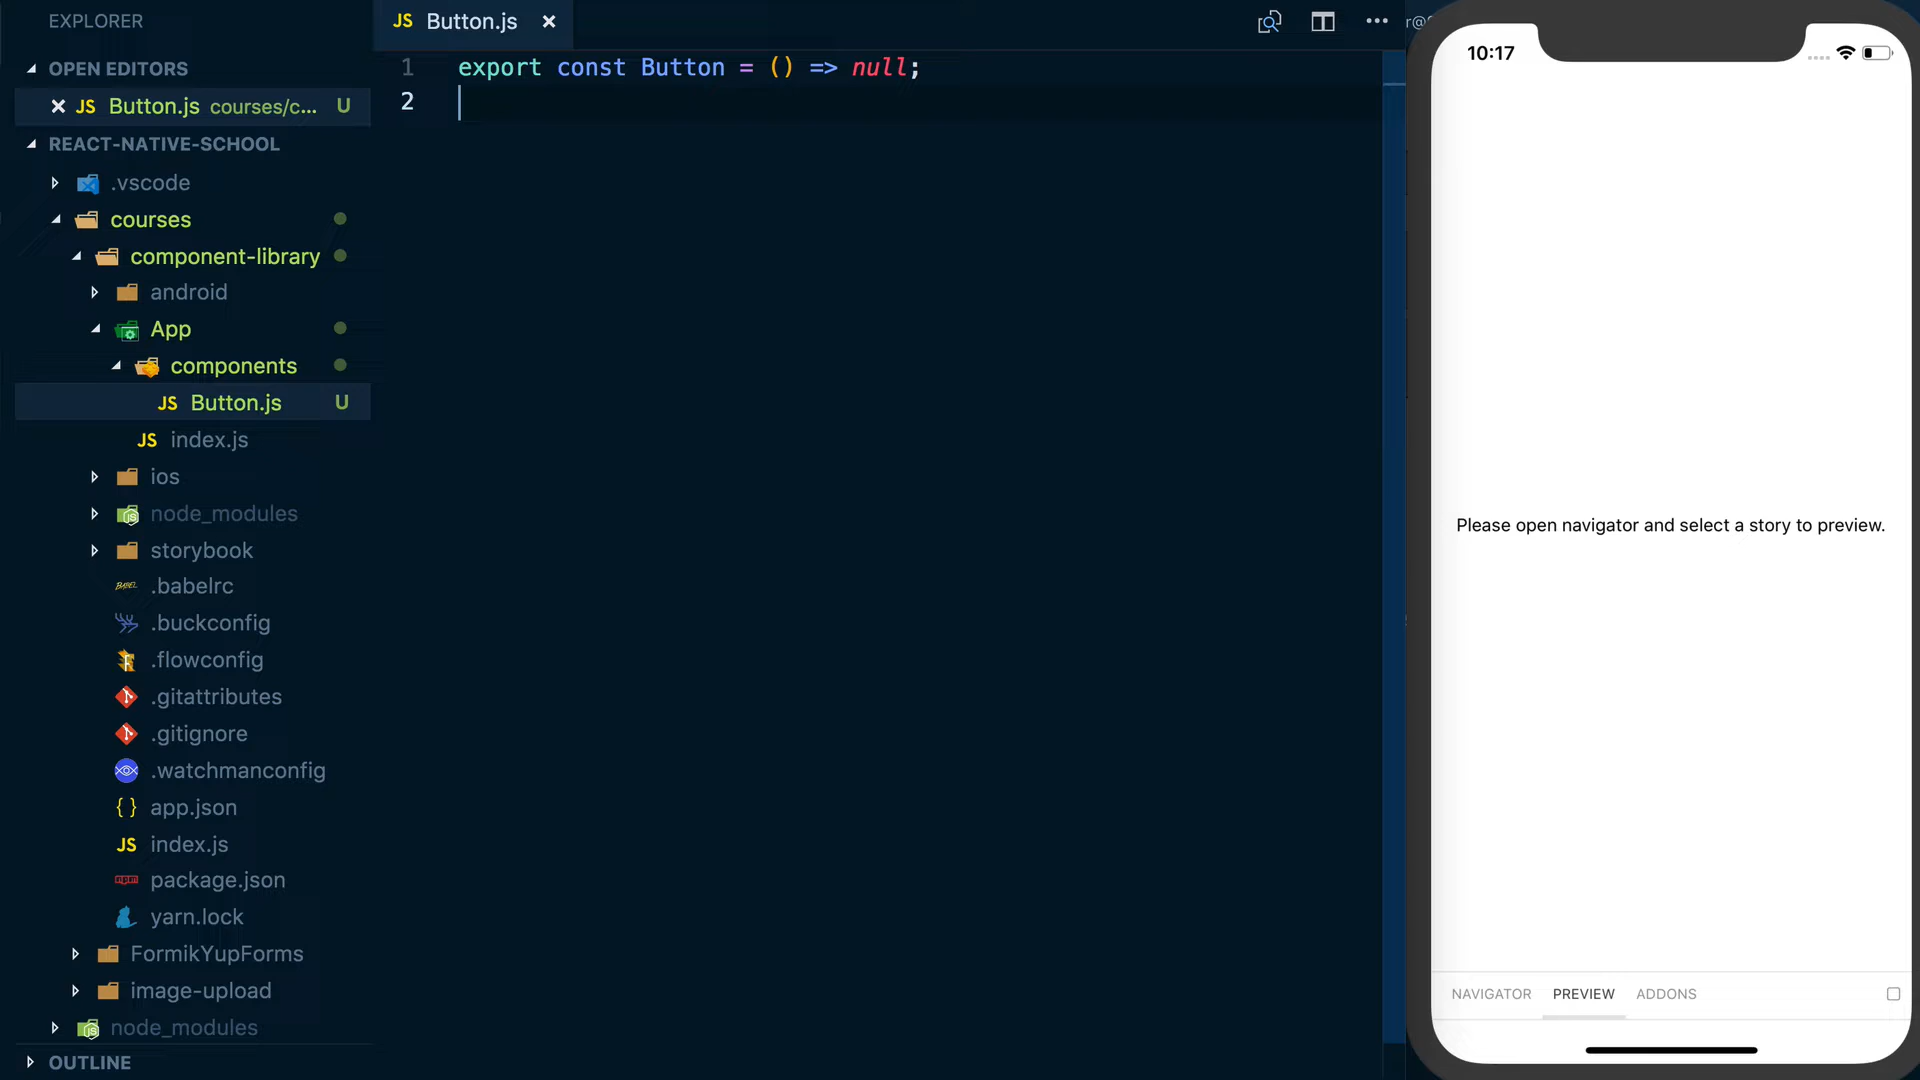 EXPLORER
OPEN EDITORS
JS Button.js courses/c... U
REACT-NATIVE-SCHOOL
.vscode
courses
component-library
android
App
components
JS Button.js U
JS index.js
ios
node_modules
storybook
BABEL .babelrc
.buckconfig
.flowconfig
.gitattributes
.gitignore
.watchmanconfig
{ } app.json
JS index.js
npm package.json
yarn.lock
FormikYupForms
image-upload
node_modules
OUTLINE
JS Button.js
r@
1 export const Button = () => null;
2
10:17
Please open navigator and select a story to preview.
NAVIGATOR PREVIEW ADDONS